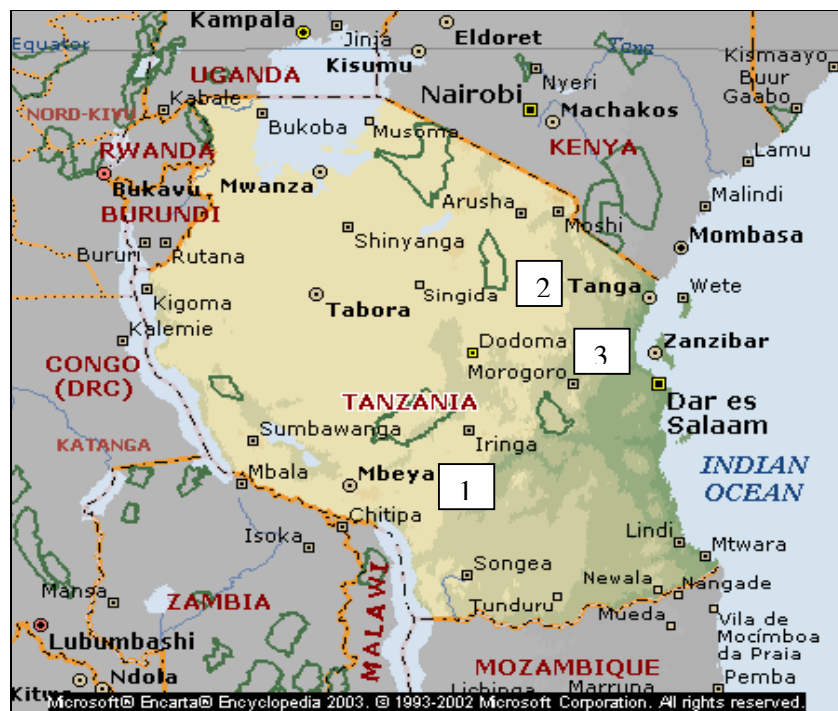 Kampala
Jinja
Eldoret
Equator
Kisumu
Tana
Kismaayo
UGANDA
Nyeri
Buur
Gaabo
Kabale
Nairobi
Machakos
NORD-KIVU
Bukoba
Musoma
RWANDA
KENYA
Lamu
Bukavu
Mwanza
Malindi
BURUNDI
Arusha
Moshi
Shinyanga
Mombasa
Bururi
Rutana
Kigoma
Tabora
Singida
2
Tanga
Wete
Kalemie
Dodoma
3
Zanzibar
CONGO
(DRC)
Morogoro
TANZANIA
Dar es
Salaam
KATANGA
Sumbawanga
Iringa
Mbala
Mbeya
1
INDIAN
OCEAN
Chitipa
Isoka
Lindi
Mtwara
Songea
Mansa
Newala
Nangade
ZAMBIA
MALAWI
Tunduru
Mueda
Vila de
Mocímboa
da Praia
Lubumbashi
Ndola
MOZAMBIQUE
Pemba
Kitw
Lichinga
Marrupa
Microsoft® Encarta® Encyclopedia 2003. © 1993-2002 Microsoft Corporation. All rights reserved.